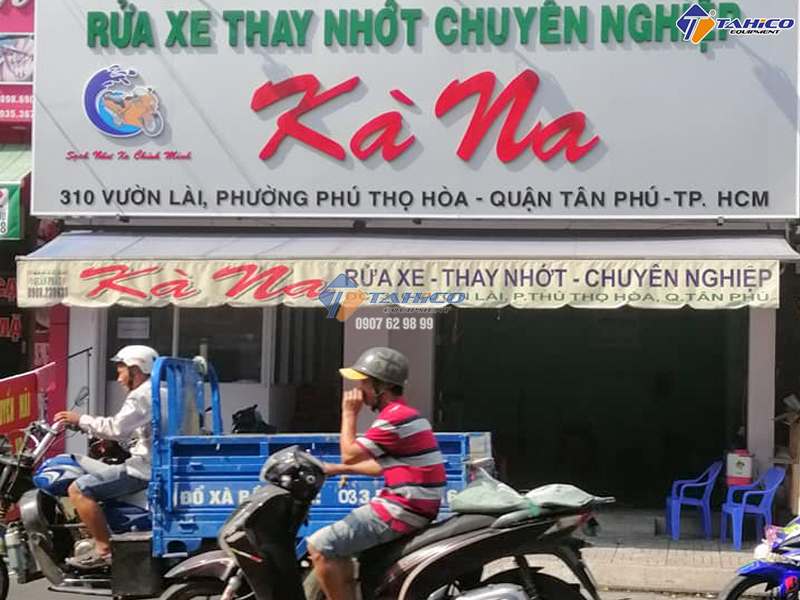 RỬA XE THAY NHỚT CHUYÊN NGHIỆP
TAHICO
EQUIPMENT
Kà Na
Sạch Như Xe Chính Mình
310 VƯỜN LÀI, PHƯỜNG PHÚ THỌ HÒA - QUẬN TÂN PHÚ-TP. HCM
Kà Na RỬA XE - THAY NHỚT - CHUYÊN NGHIỆP
LÀI, P.THÚ THỌ HÒA, Q.TÂN PHÚ
TAHICO
EQUIPMENT
0907 62 98 99
ĐỔ XÀ